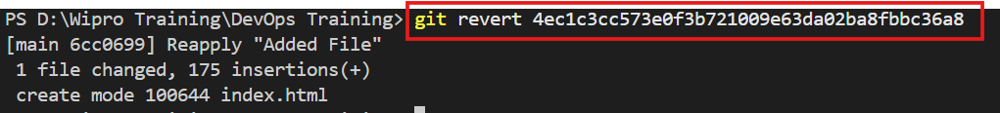 PS D:\Wipro Training\DevOps Training> git revert 4ec1c3cc573e0f3b721009e63da02ba8fbbc36a8
[main 6cc0699] Reapply "Added File"
 1 file changed, 175 insertions(+)
 create mode 100644 index.html